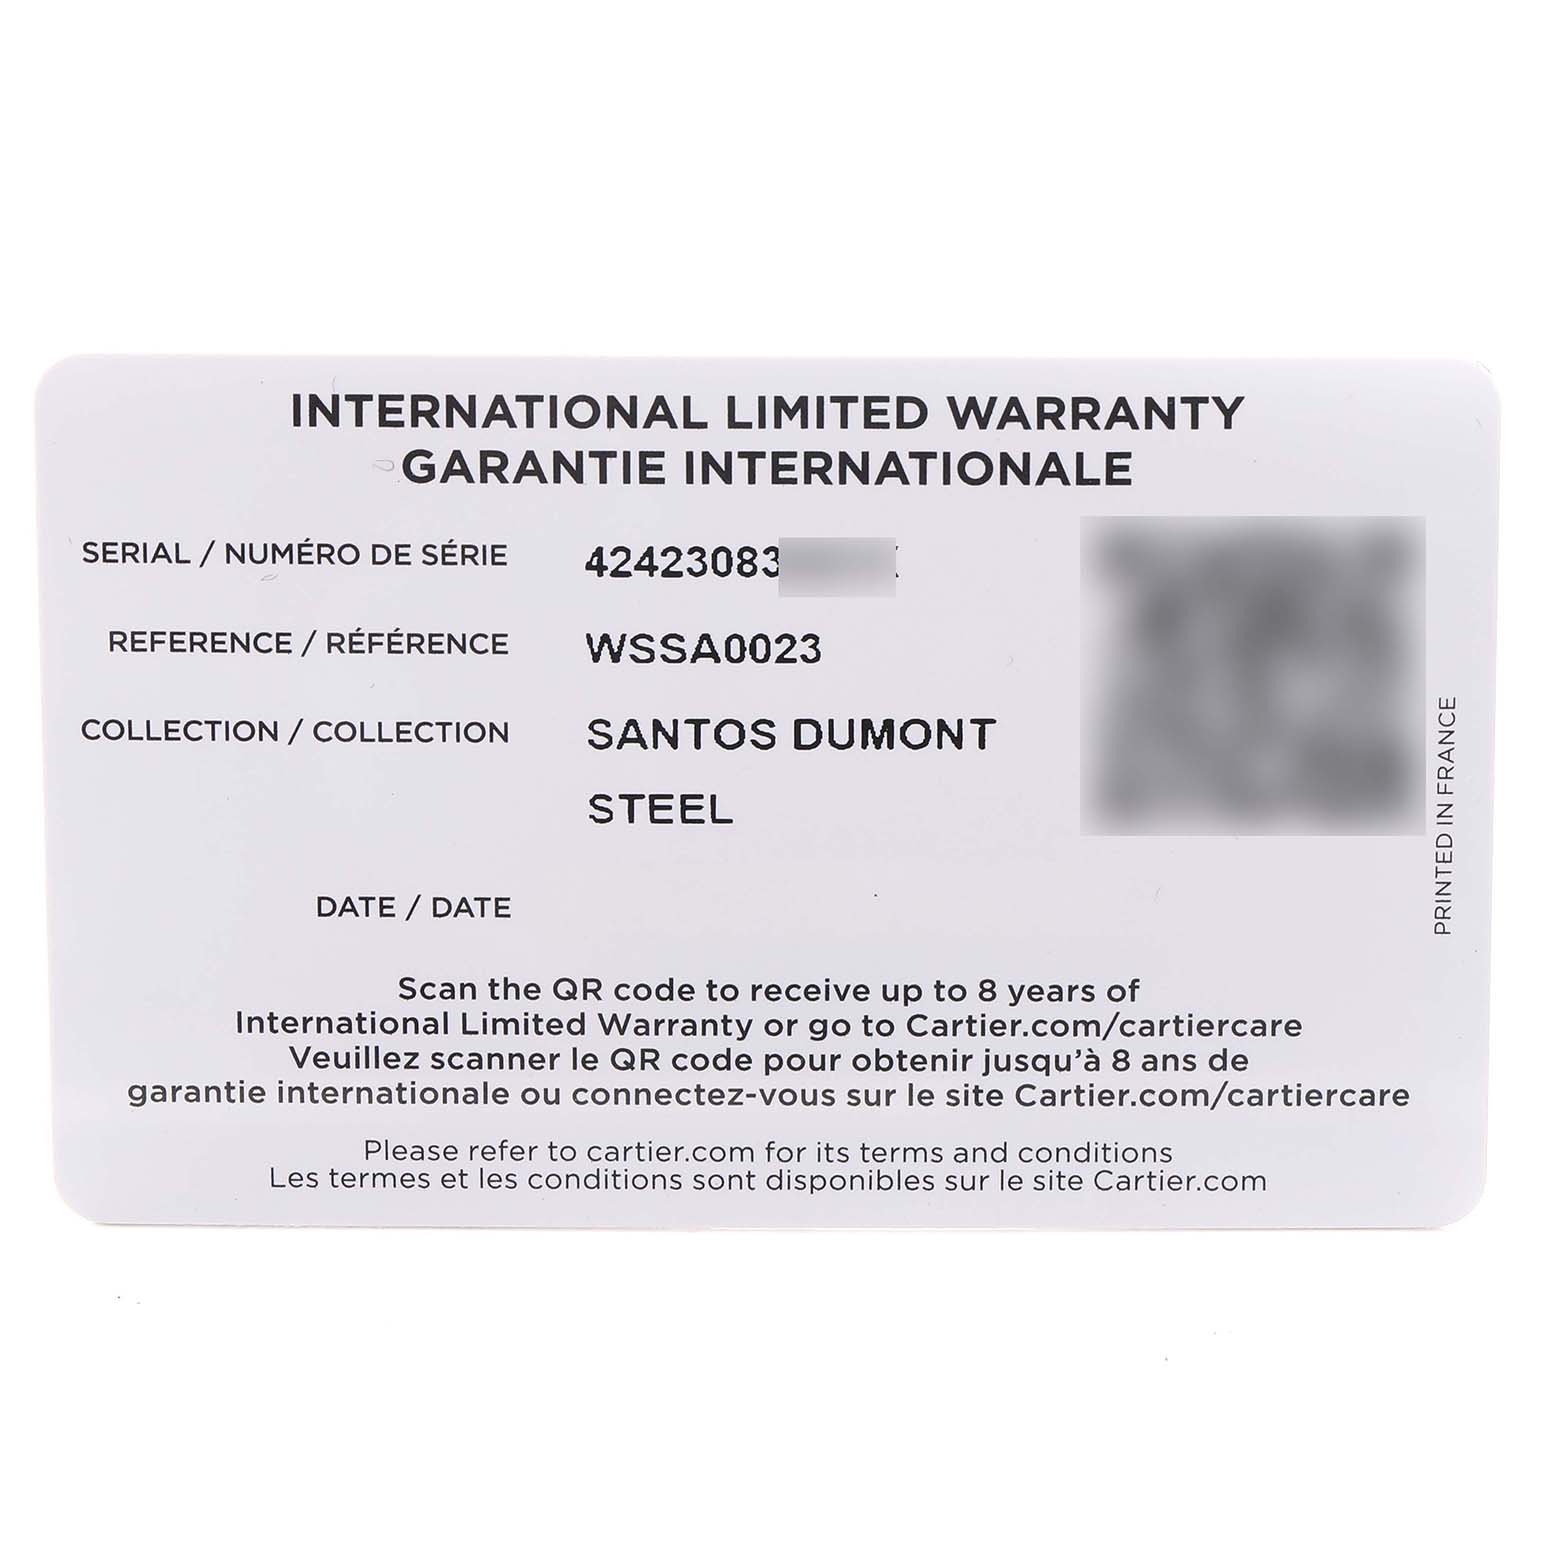 INTERNATIONAL LIMITED WARRANTY
GARANTIE INTERNATIONALE
SERIAL / NUMÉRO DE SÉRIE 42423083
REFERENCE / RÉFÉRENCE WSSA0023
COLLECTION / COLLECTION SANTOS DUMONT
STEEL
DATE / DATE
PRINTED IN FRANCE
Scan the QR code to receive up to 8 years of
International Limited Warranty or go to Cartier.com/cartiercare
Veuillez scanner le QR code pour obtenir jusqu'à 8 ans de
garantie internationale ou connectez-vous sur le site Cartier.com/cartiercare
Please refer to cartier.com for its terms and conditions
Les termes et les conditions sont disponibles sur le site Cartier.com